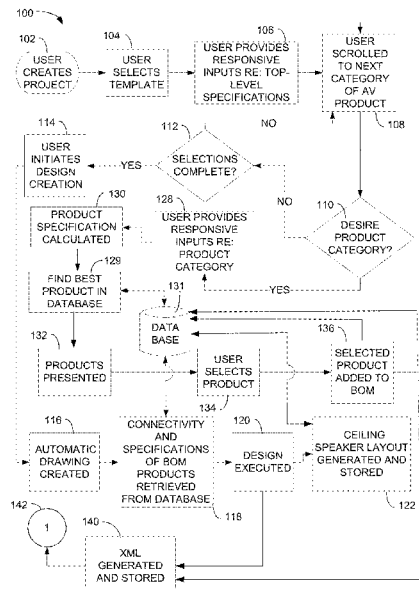 100
102
USER
CREATES
PROJECT
104
USER
SELECTS
TEMPLATE
106
USER PROVIDES
RESPONSIVE
INPUTS RE: TOP-
LEVEL SPECIFICATIONS
USER
SCROLLED
TO NEXT
CATEGORY
OF AV
PRODUCT
108
114
USER
INITIATES
DESIGN
CREATION
YES
112
SELECTIONS
COMPLETE?
NO
NO
110
DESIRE
PRODUCT
CATEGORY?
YES
130
PRODUCT
SPECIFICATION
CALCULATED
128
USER PROVIDES
RESPONSIVE
INPUTS RE:
PRODUCT
CATEGORY
129
FIND BEST
PRODUCT IN
DATABASE
131
DATA
BASE
132
PRODUCTS
PRESENTED
USER
SELECTS
PRODUCT
134
136
SELECTED
PRODUCT
ADDED TO
BOM
116
AUTOMATIC
DRAWING
CREATED
CONNECTIVITY
AND
SPECIFICATIONS
OF BOM
PRODUCTS
RETRIEVED
FROM DATABASE
118
120
DESIGN
EXECUTED
CEILING
SPEAKER LAYOUT
GENERATED AND
STORED
122
142
1
140
XML
GENERATED
AND STORED